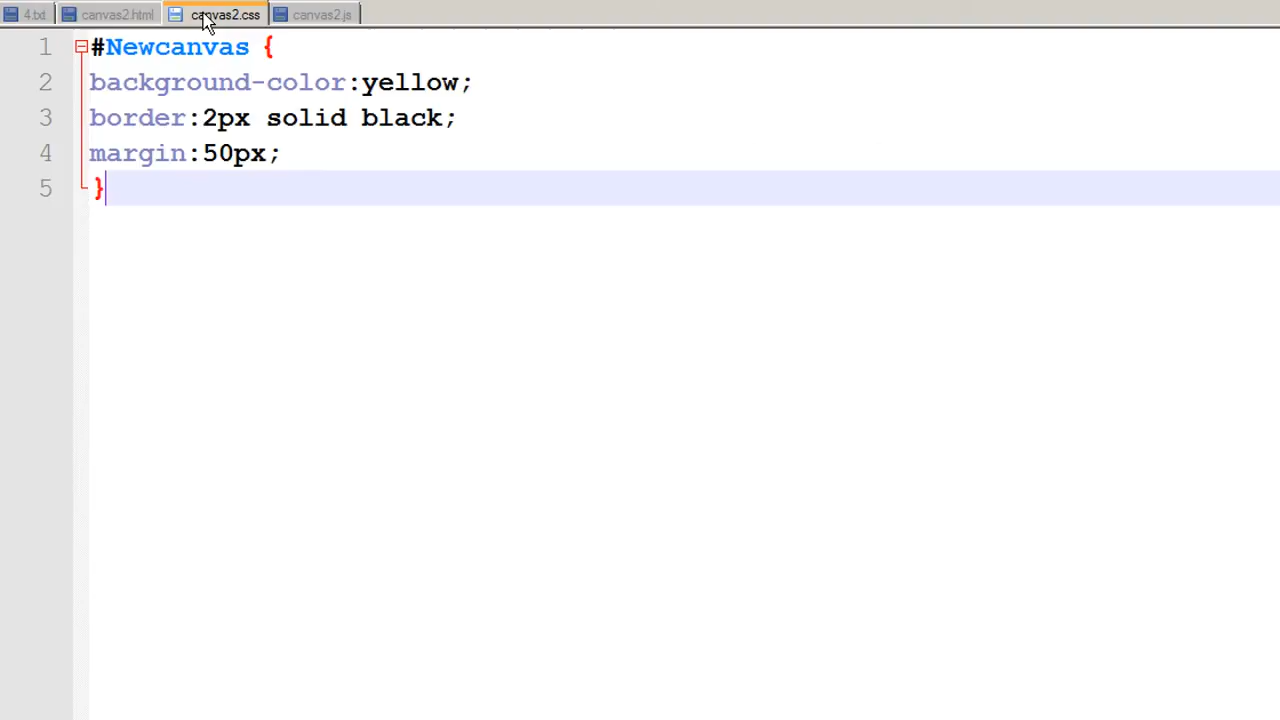 4.txt canvas2.html canvas2.css canvas2.js
1 #Newcanvas {
2 background-color:yellow;
3 border:2px solid black;
4 margin:50px;
5 }